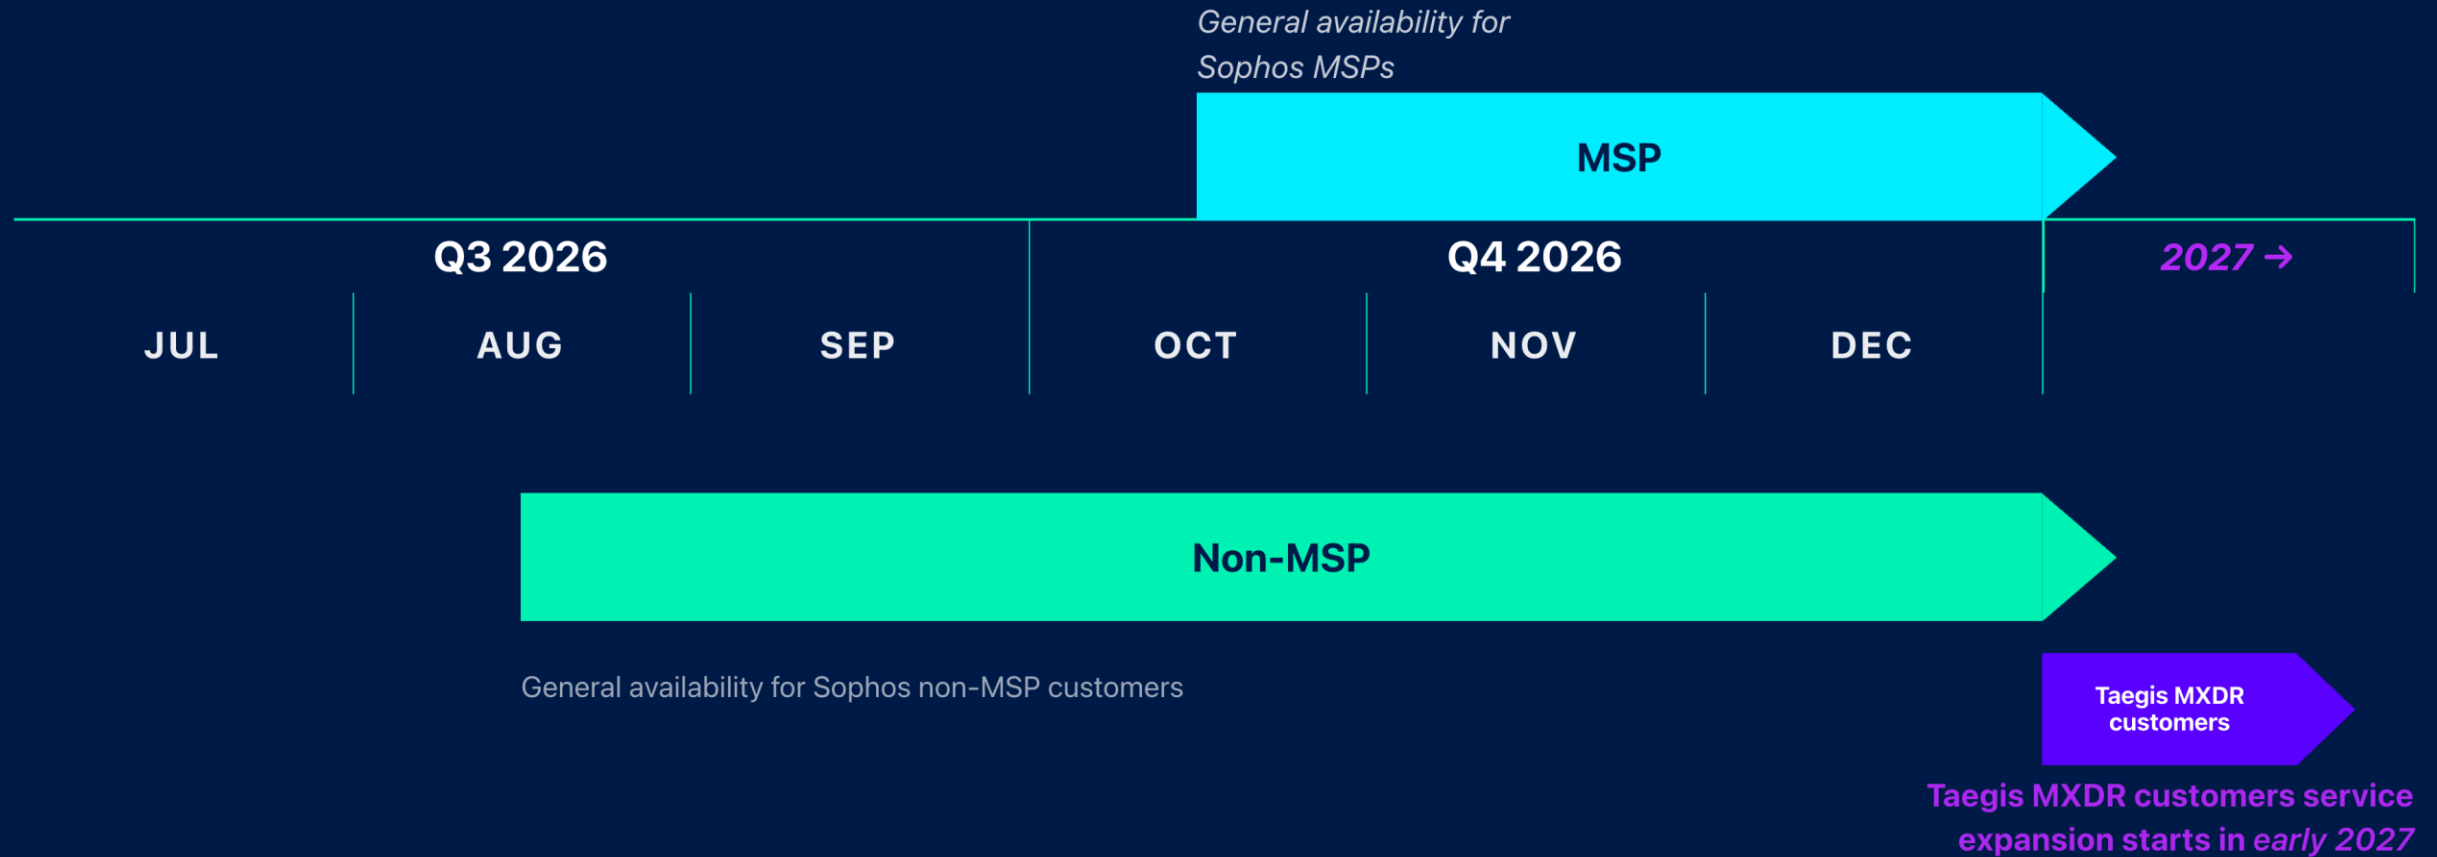 General availability for
Sophos MSPs
MSP
Q3 2026
Q4 2026
2027 →
JUL
AUG
SEP
OCT
NOV
DEC
Non-MSP
General availability for Sophos non-MSP customers
Taegis MXDR
customers
Taegis MXDR customers service
expansion starts in early 2027